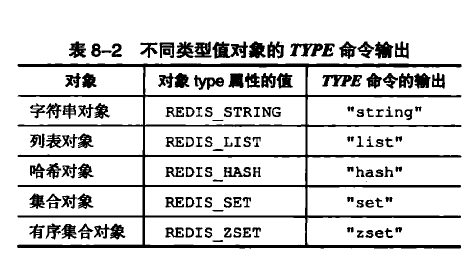 表 8-2 不同类型值对象的 TYPE 命令输出
对象 对象 type 属性的值 TYPE 命令的输出
字符串对象 REDIS_STRING "string"
列表对象 REDIS_LIST "list"
哈希对象 REDIS_HASH "hash"
集合对象 REDIS_SET "set"
有序集合对象 REDIS_ZSET "zset"